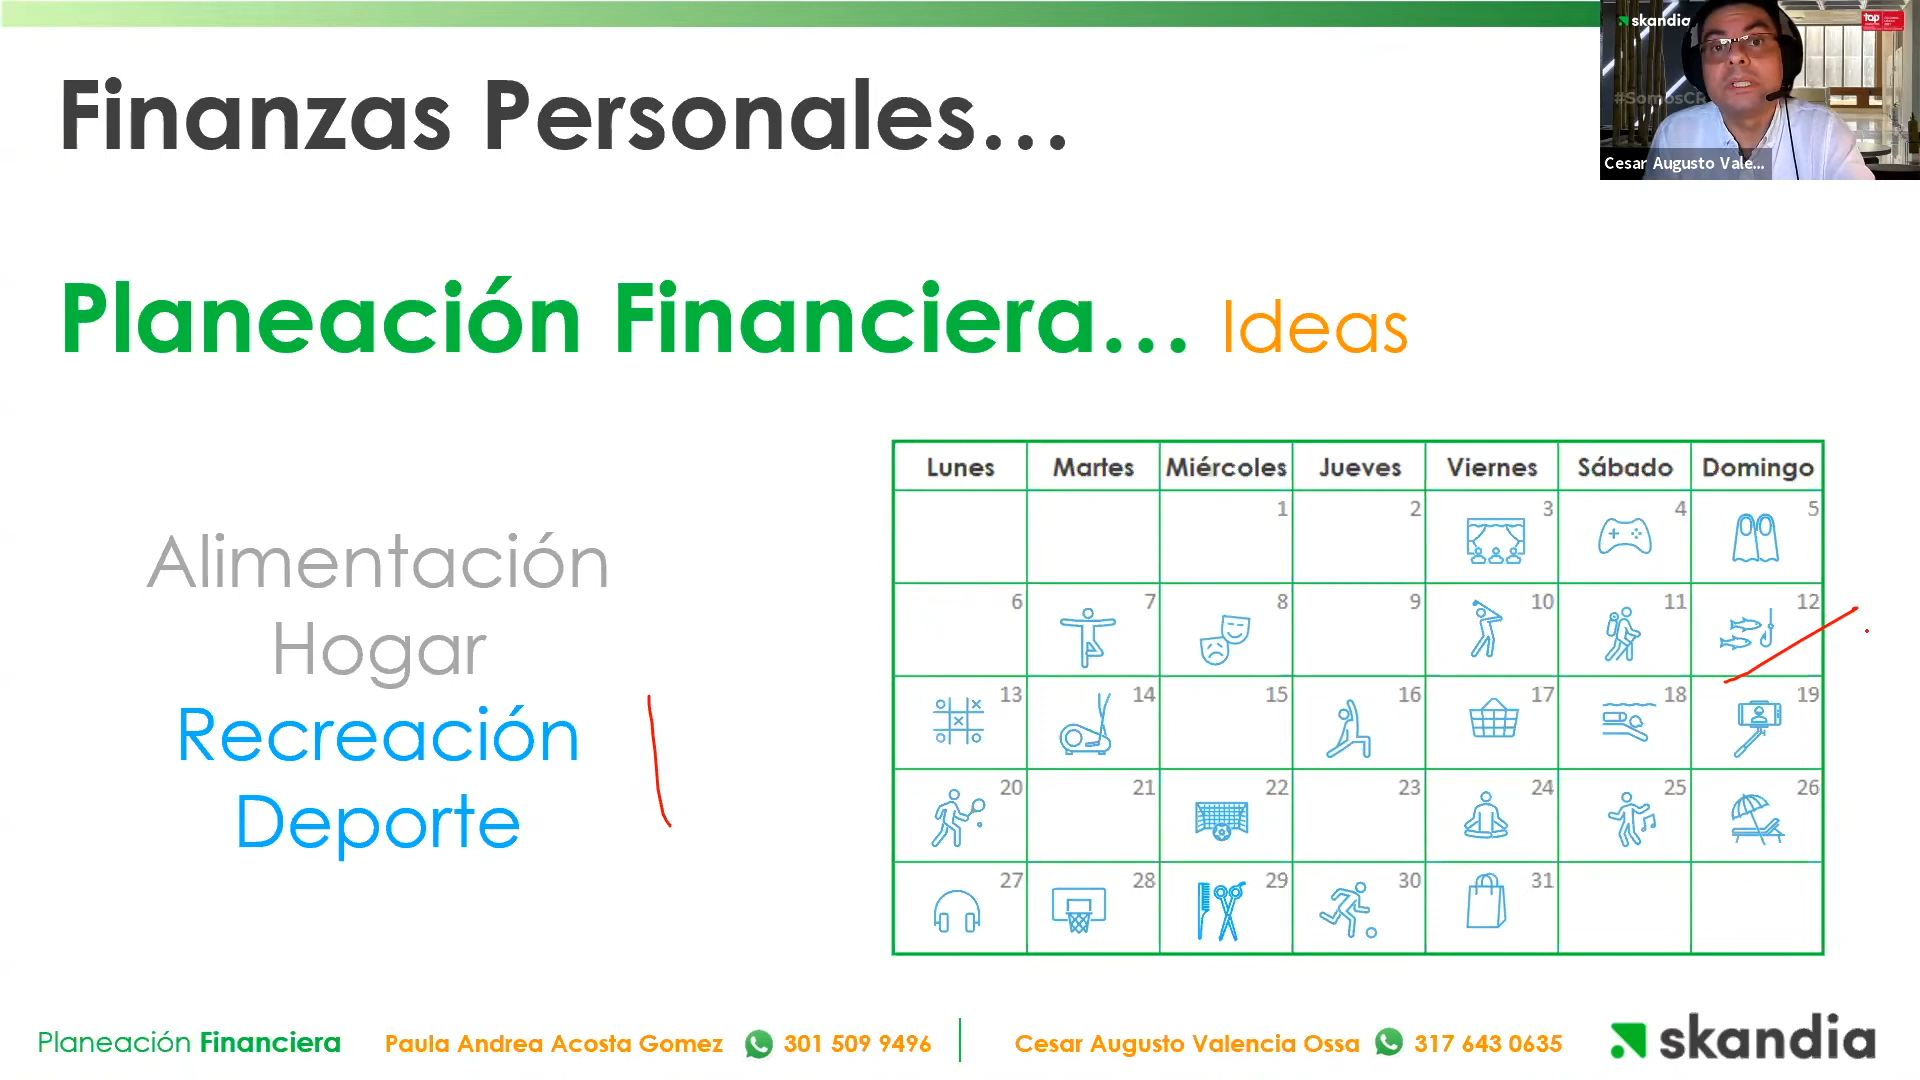 skandia
top
#SomosCR
Cesar Augusto Vale...
Finanzas Personales...
Planeación Financiera... Ideas
Alimentación
Hogar
Recreación
Deporte
Lunes Martes Miércoles Jueves Viernes Sábado Domingo
1 2 3 4 5
6 7 8 9 10 11 12
13 14 15 16 17 18 19
20 21 22 23 24 25 26
27 28 29 30 31
Planeación Financiera Paula Andrea Acosta Gomez 301 509 9496 Cesar Augusto Valencia Ossa 317 643 0635 skandia